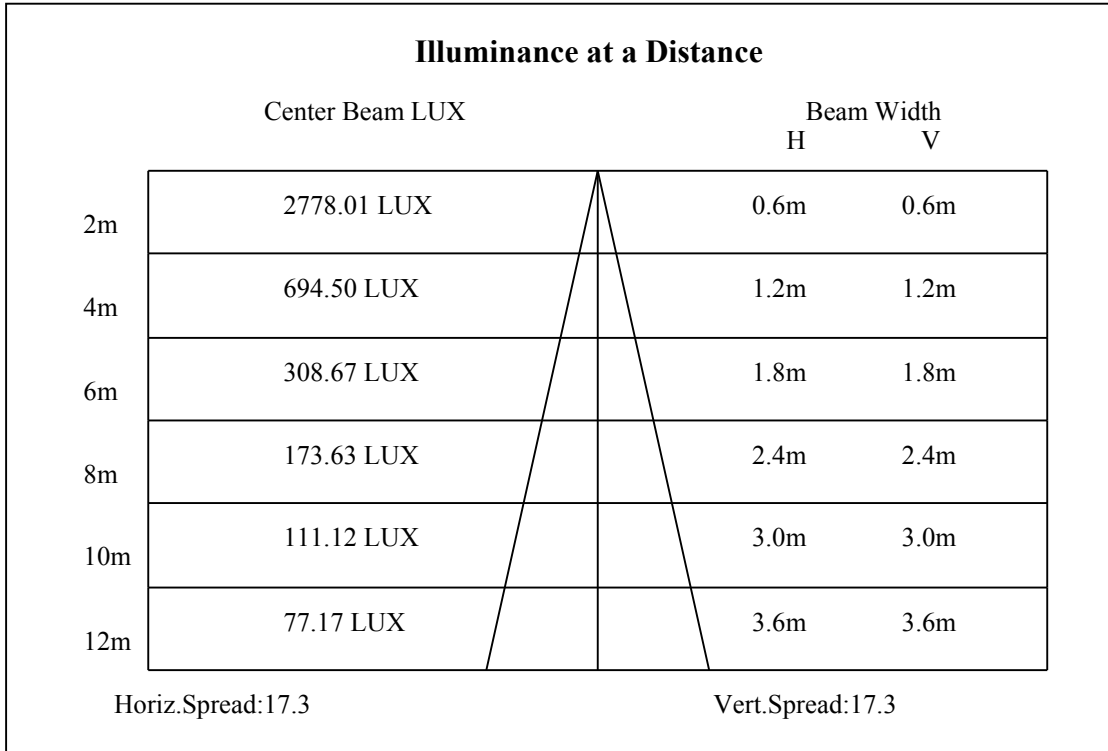 Illuminance at a Distance
Center Beam LUX Beam Width
H V
2m 2778.01 LUX 0.6m 0.6m
4m 694.50 LUX 1.2m 1.2m
6m 308.67 LUX 1.8m 1.8m
8m 173.63 LUX 2.4m 2.4m
10m 111.12 LUX 3.0m 3.0m
12m 77.17 LUX 3.6m 3.6m
Horiz.Spread:17.3 Vert.Spread:17.3